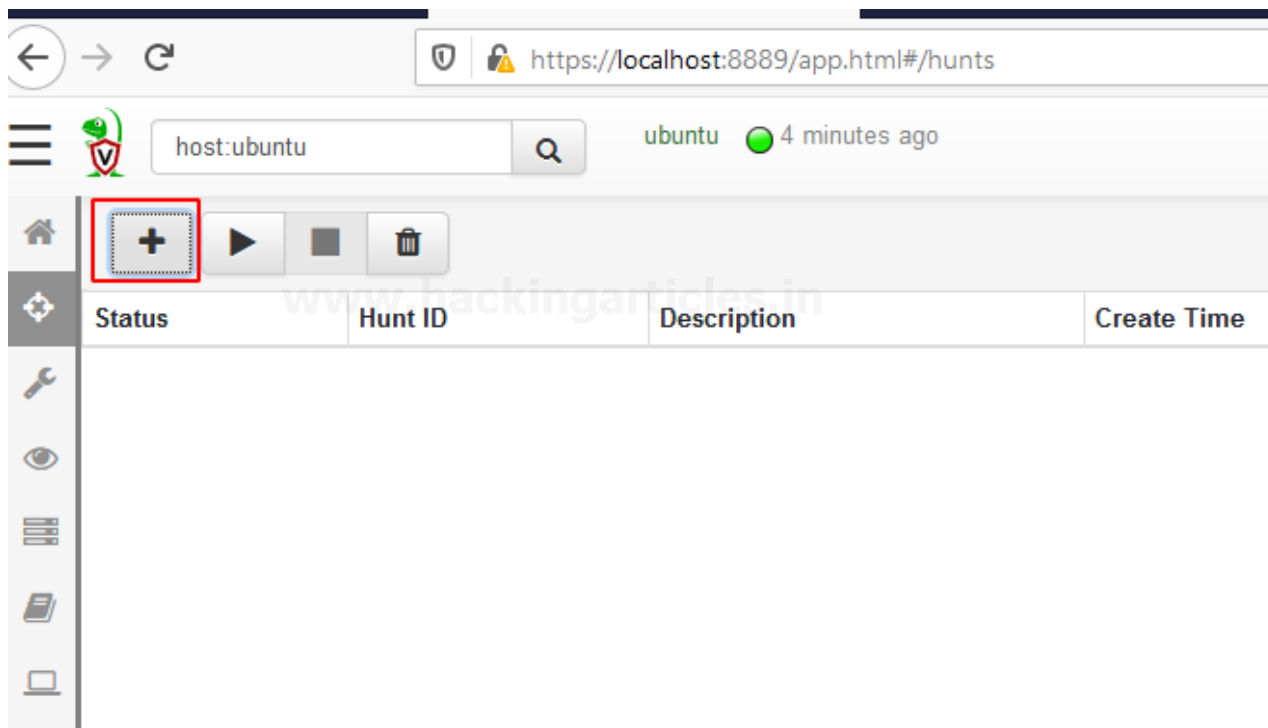 https://localhost:8889/app.html#/hunts
V
host:ubuntu
ubuntu 4 minutes ago
www.hackingarticles.in
Status Hunt ID Description Create Time